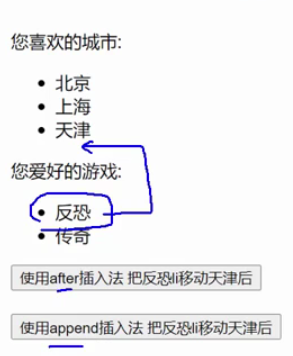 您喜欢的城市:
北京
上海
天津
您爱好的游戏:
反恐
传奇
使用after插入法 把反恐li移动天津后
使用append插入法 把反恐li移动天津后